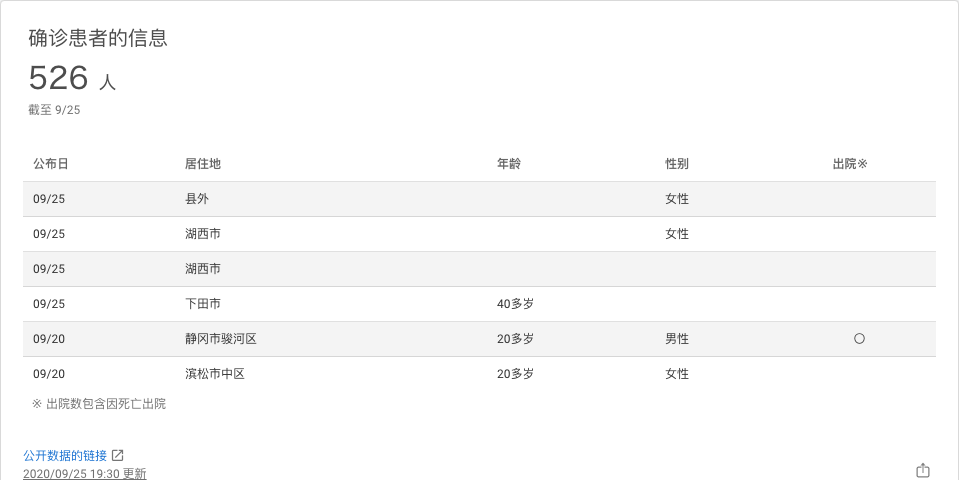 确诊患者的信息
526 人
截至 9/25
公布日 居住地 年龄 性别 出院※
09/25 县外 女性
09/25 湖西市 女性
09/25 湖西市
09/25 下田市 40多岁
09/20 静冈市骏河区 20多岁 男性 〇
09/20 滨松市中区 20多岁 女性
※ 出院数包含因死亡出院
公开数据的链接
2020/09/25 19:30 更新